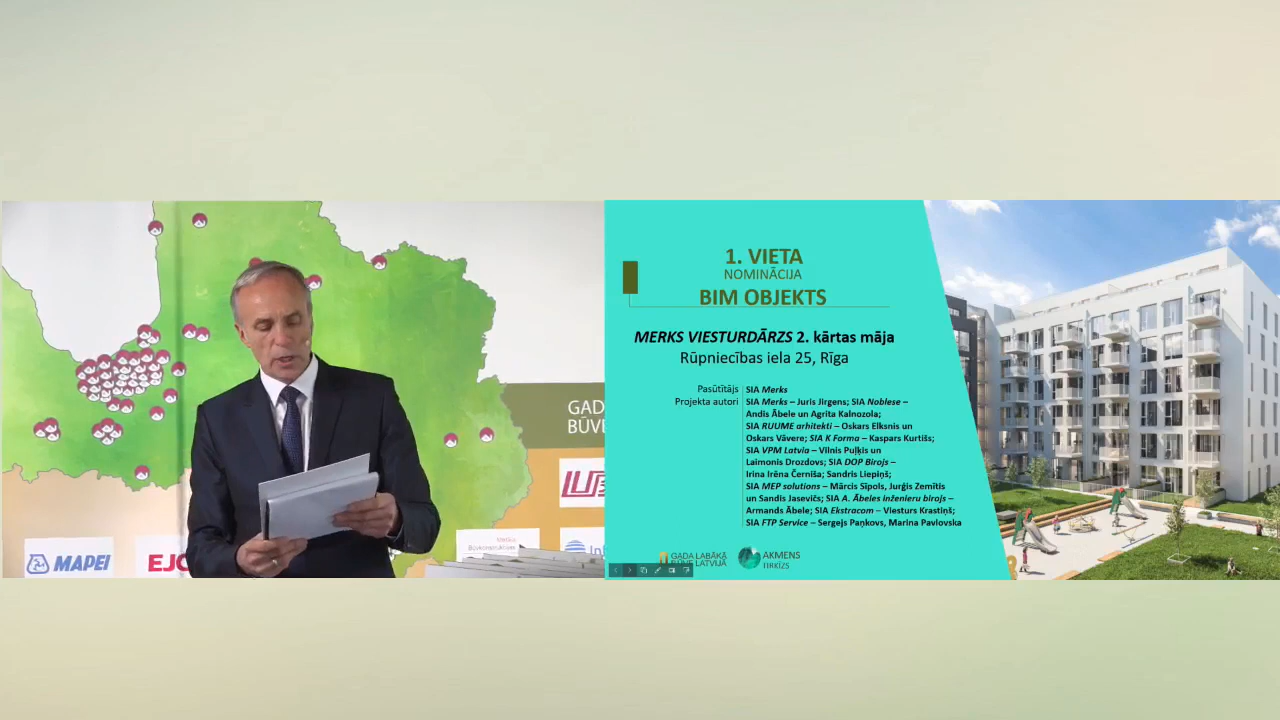 GAD
BŪVE
MAPEI
EJO
1. VIETA
NOMINĀCIJA
BIM OBJEKTS
MERKS VIESTURDĀRZS 2. kārtas māja
Rūpniecības iela 25, Rīga
Pasūtītājs SIA Merks
Projekta autori SIA Merks – Juris Jirgens; SIA Noblese –
Andis Ābele un Agrita Kalnozola;
SIA RUUME arhitekti – Oskars Elksnis un
Oskars Vāvere; SIA K Forma – Kaspars Kurtišs;
SIA VPM Latvia – Vilnis Puļķis un
Laimonis Drozdovs; SIA DOP Birojs –
Irina Irēna Černiša; Sandris Liepiņš;
SIA MEP solutions – Mārcis Sīpols, Jurģis Zemītis
un Sandis Jasevičs; SIA A. Ābeles inženieru birojs –
Armands Ābele; SIA Ekstracom – Viesturs Krastiņš;
SIA FTP Service – Sergejs Paņkovs, Marina Pavlovska
GADA LABĀKĀ
BŪVE LATVIJĀ
AKMENS
TIRKĪZS